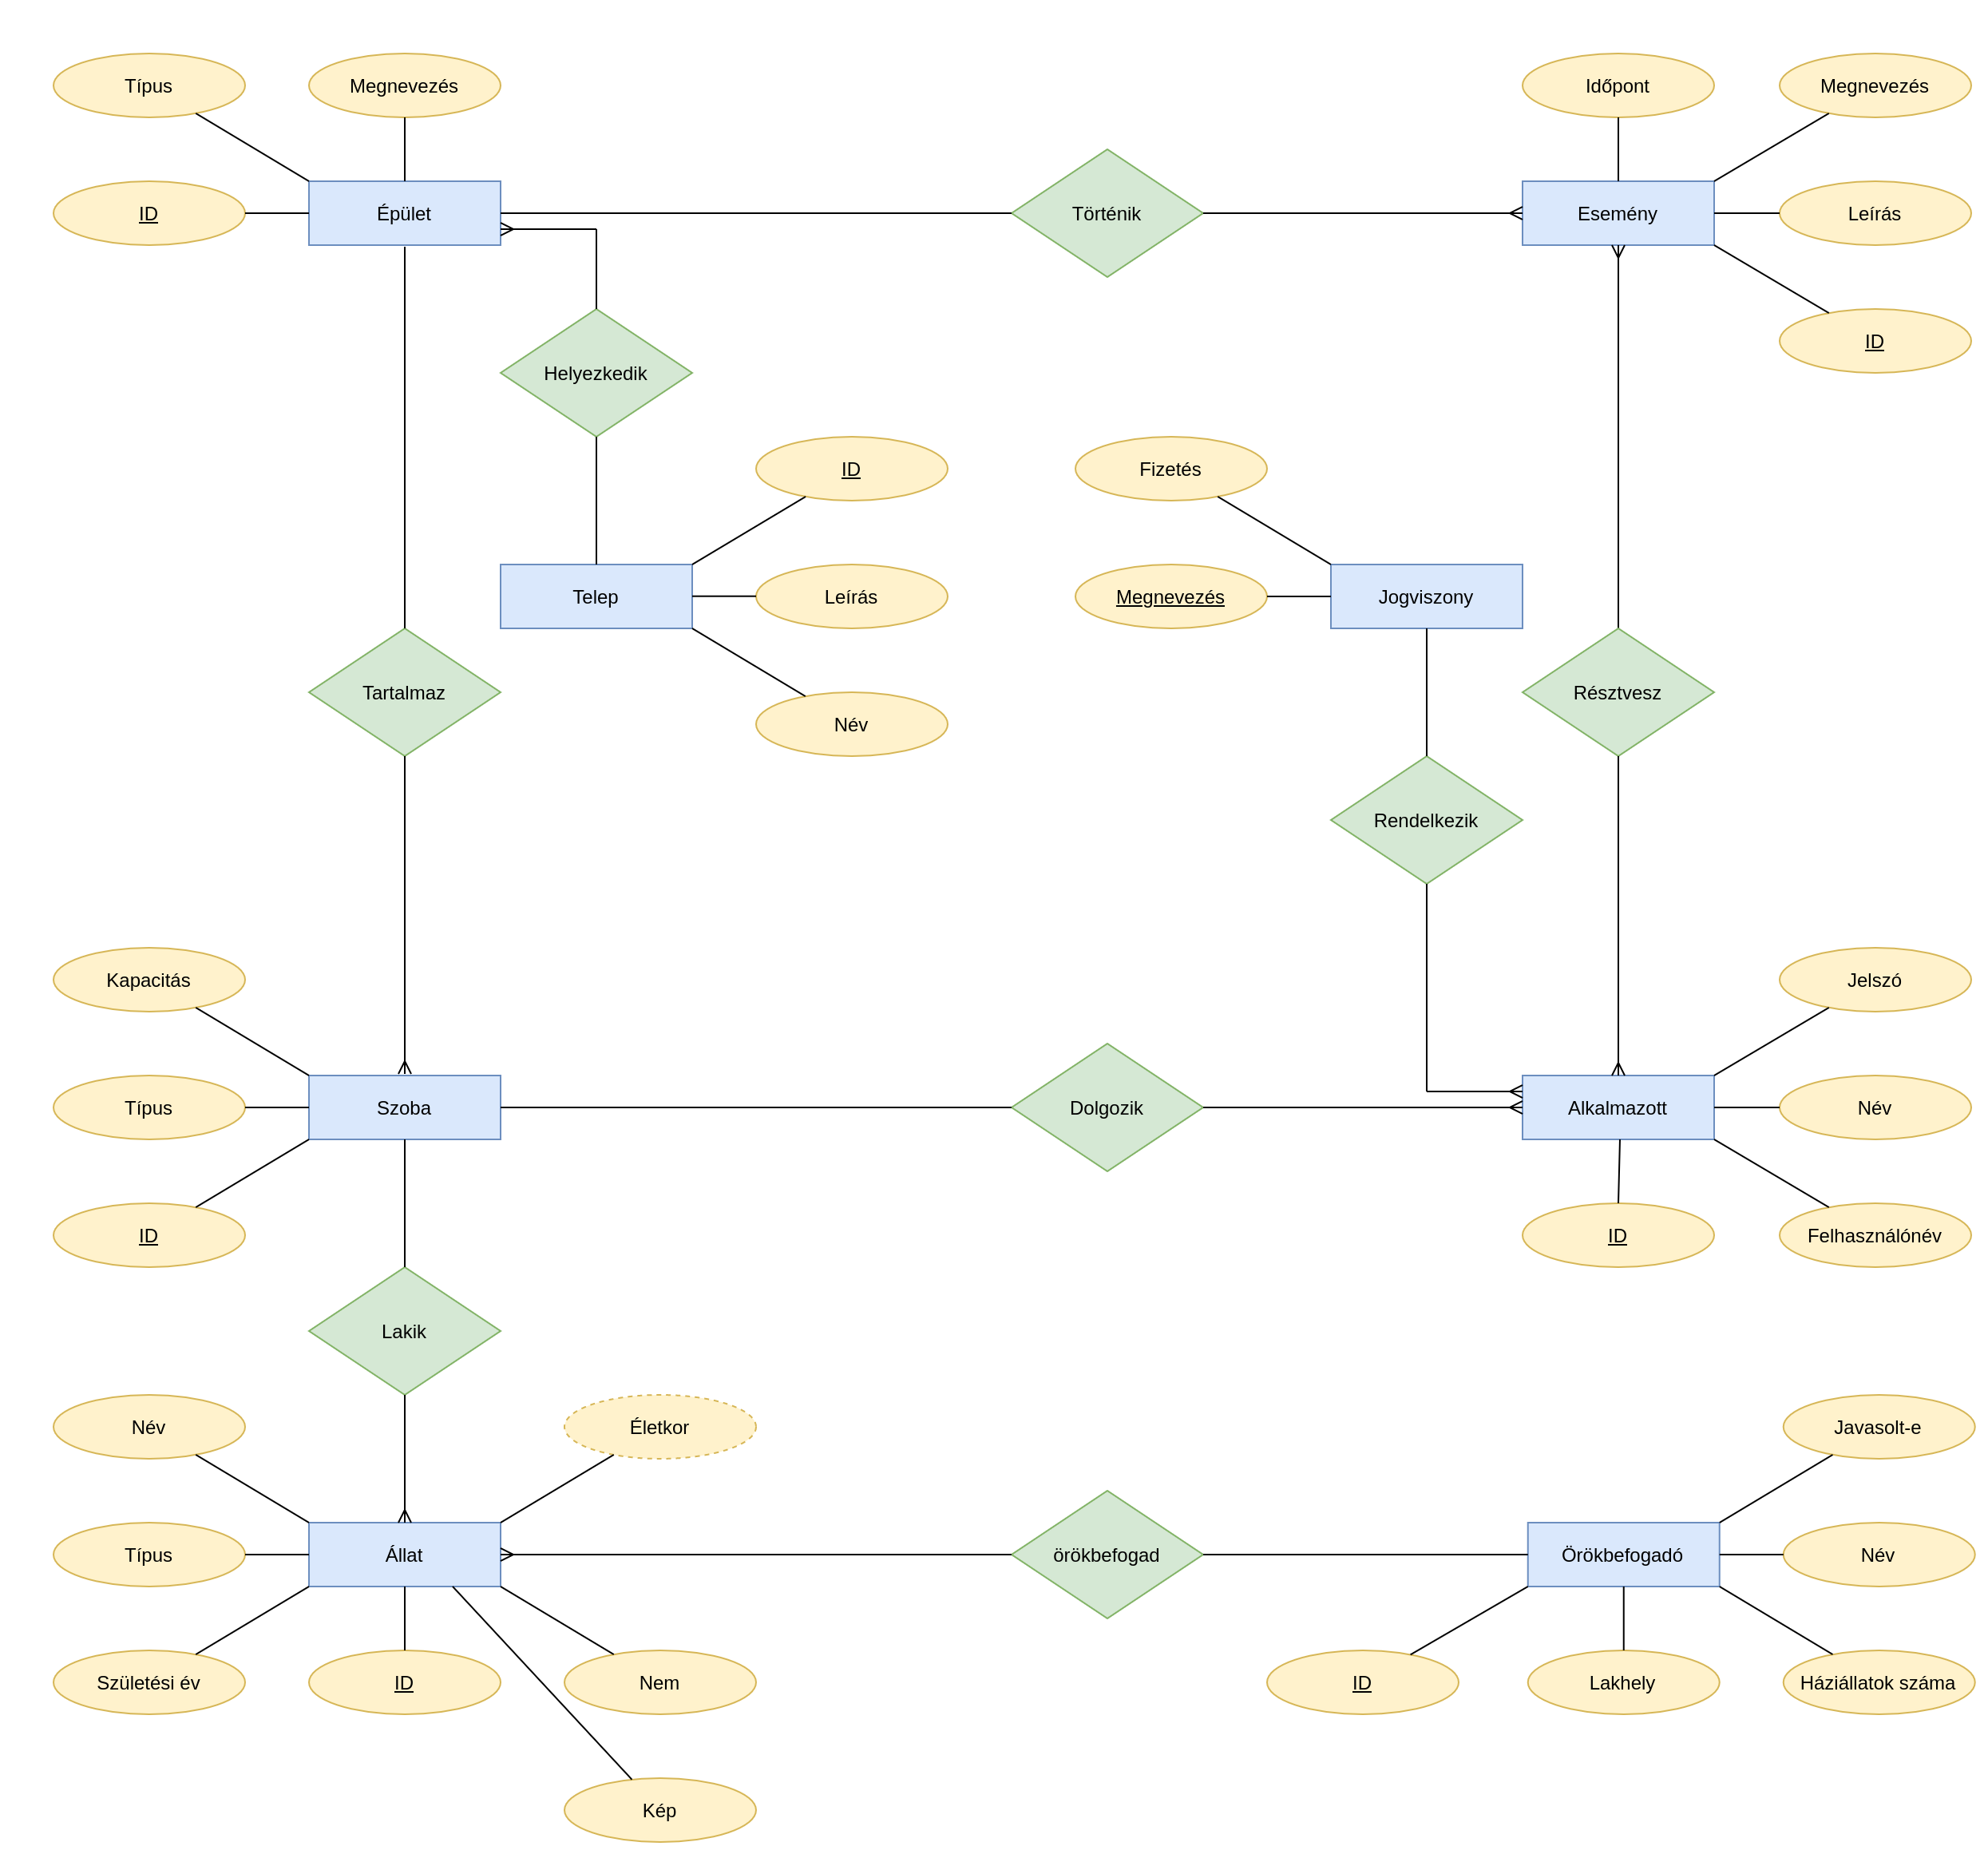 Típus
Megnevezés
Időpont
Megnevezés
ID
Épület
Történik
Esemény
Leírás
Helyezkedik
ID
ID
Fizetés
Telep
Leírás
Megnevezés
Jogviszony
Tartalmaz
Név
Résztvesz
Rendelkezik
Kapacitás
Jelszó
Típus
Szoba
Dolgozik
Alkalmazott
Név
ID
ID
Felhasználónév
Lakik
Név
Életkor
Javasolt-e
Típus
Állat
örökbefogad
Örökbefogadó
Név
Születési év
ID
Nem
ID
Lakhely
Háziállatok száma
Kép